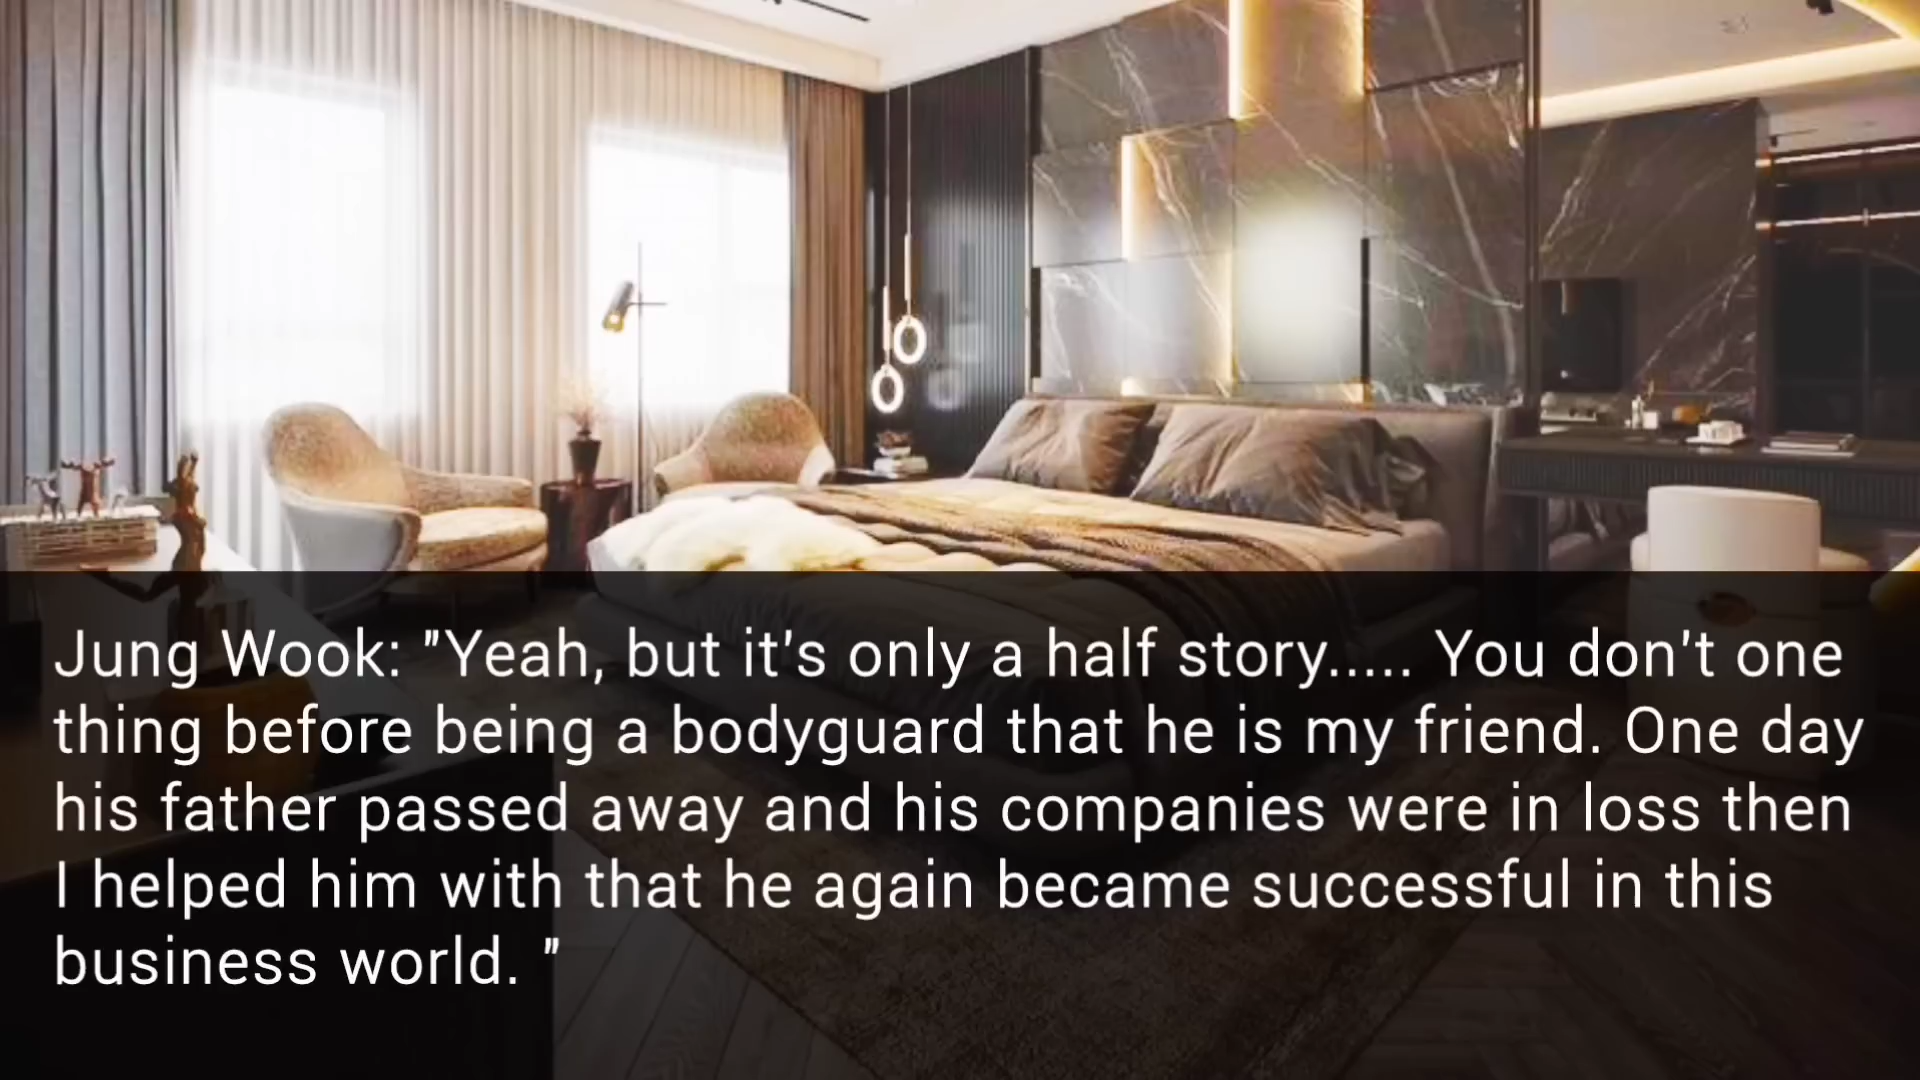 Jung Wook: "Yeah, but it's only a half story..... You don't one
thing before being a bodyguard that he is my friend. One day
his father passed away and his companies were in loss then
I helped him with that he again became successful in this
business world. "